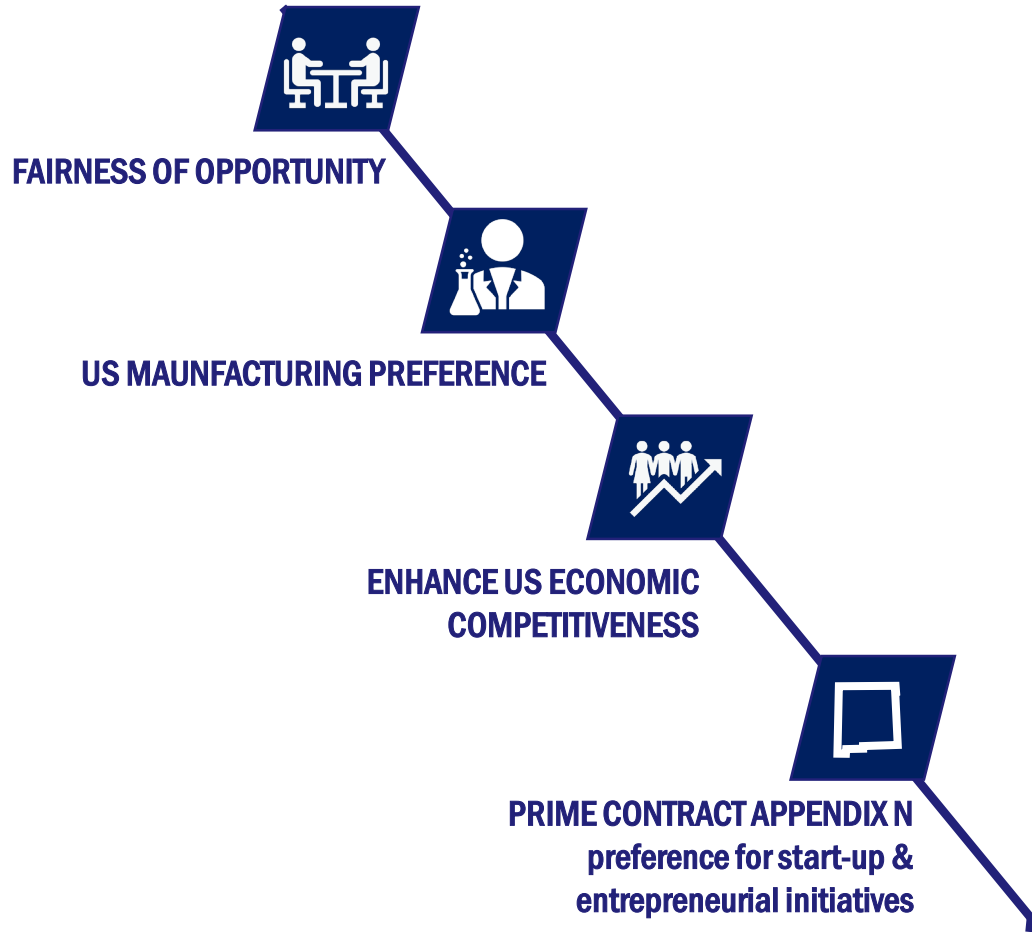 FAIRNESS OF OPPORTUNITY
US MAUNFACTURING PREFERENCE
ENHANCE US ECONOMIC
COMPETITIVENESS
PRIME CONTRACT APPENDIX N
preference for start-up &
entrepreneurial initiatives